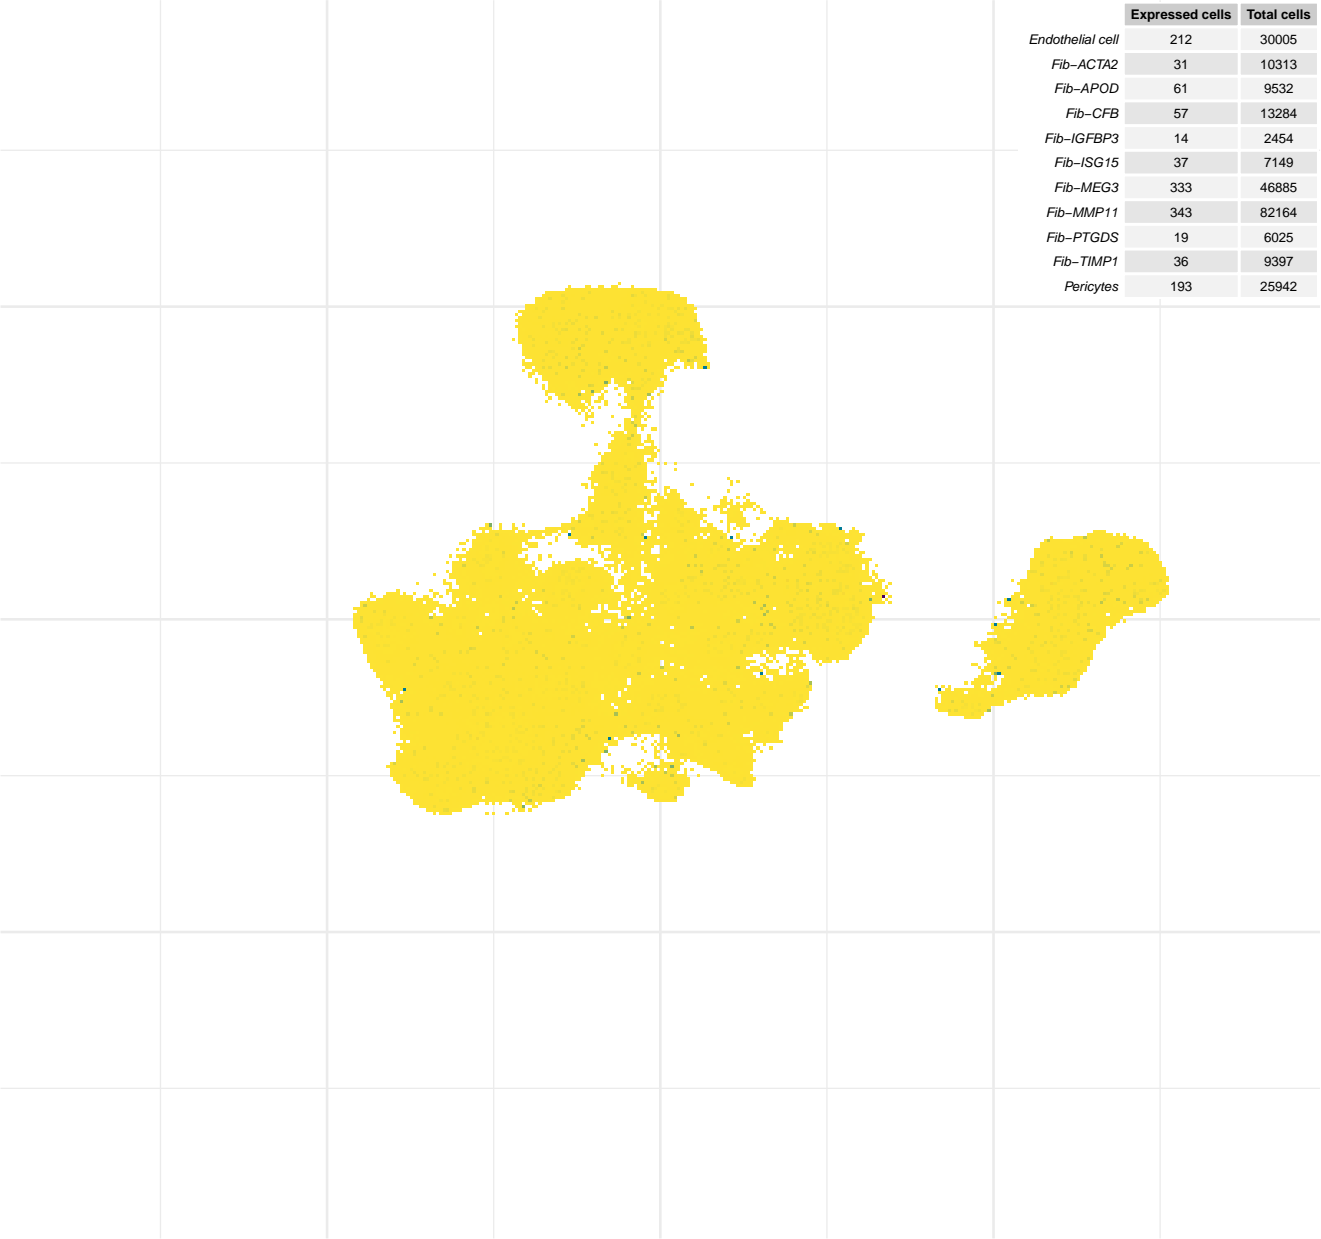 Expressed cells Total cells
Endothelial cell 212 30005
Fib−ACTA2 31 10313
Fib−APOD 61 9532
Fib−CFB 57 13284
Fib−IGFBP3 14 2454
Fib−ISG15 37 7149
Fib−MEG3 333 46885
Fib−MMP11 343 82164
Fib−PTGDS 19 6025
Fib−TIMP1 36 9397
Pericytes 193 25942